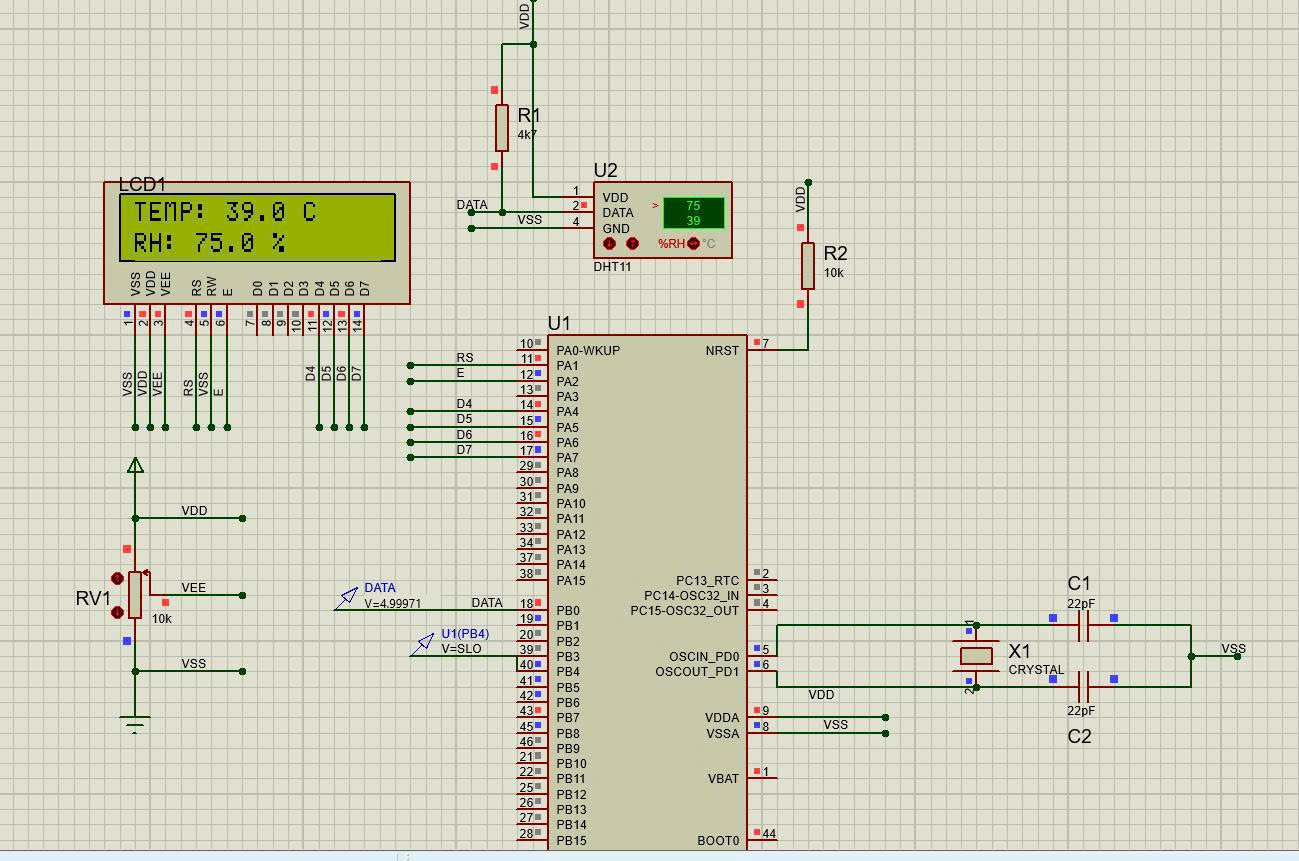 VDD
R1
4k7
U2
1
VDD
DATA
2
DATA
>
75
39
VSS
4
GND
%RH
°C
DHT11
LCD1
TEMP: 39.0 C
RH: 75.0 %
VSS VDD VEE RS RW E D0 D1 D2 D3 D4 D5 D6 D7
1 2 3 4 5 6 7 8 9 10 11 12 13 14
VSS VDD VEE RS VSS E D4 D5 D6 D7
VDD
R2
10k
U1
10 PA0-WKUP
RS 11 PA1
E 12 PA2
13 PA3
D4 14 PA4
D5 15 PA5
D6 16 PA6
D7 17 PA7
29 PA8
30 PA9
31 PA10
32 PA11
33 PA12
34 PA13
37 PA14
38 PA15
DATA
V=4.99971
DATA 18 PB0
19 PB1
20 PB2
U1(PB4)
V=SLO
39 PB3
40 PB4
41 PB5
42 PB6
43 PB7
45 PB8
46 PB9
21 PB10
22 PB11
25 PB12
26 PB13
27 PB14
28 PB15
NRST 7
PC13_RTC 2
PC14-OSC32_IN 3
PC15-OSC32_OUT 4
OSCIN_PD0 5
OSCOUT_PD1 6
VDDA 9
VDD
VSSA 8
VSS
VBAT 1
BOOT0 44
VDD
RV1
VEE
10k
VSS
C1
22pF
1
X1
CRYSTAL
2
VSS
22pF
C2